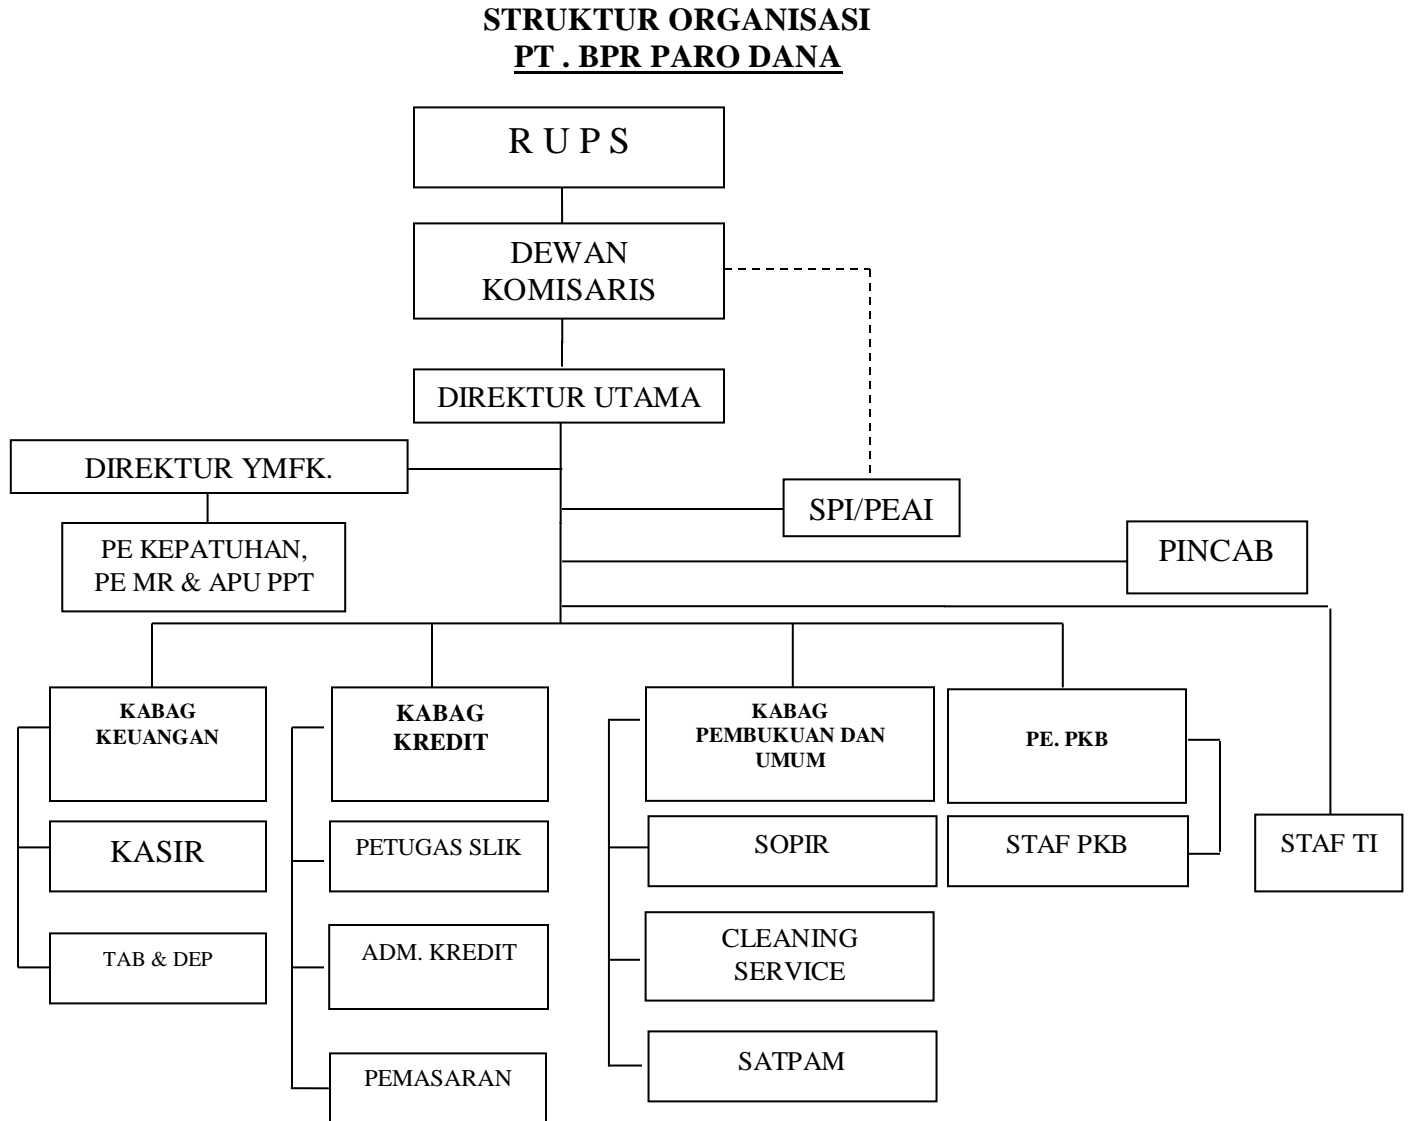 STRUKTUR ORGANISASI
PT . BPR PARO DANA
R U P S
DEWAN
KOMISARIS
DIREKTUR UTAMA
DIREKTUR YMFK.
SPI/PEAI
PE KEPATUHAN,
PE MR & APU PPT
PINCAB
KABAG
KEUANGAN
KABAG
KREDIT
KABAG
PEMBUKUAN DAN
UMUM
PE. PKB
KASIR
PETUGAS SLIK
SOPIR
STAF PKB
STAF TI
TAB & DEP
ADM. KREDIT
CLEANING
SERVICE
PEMASARAN
SATPAM